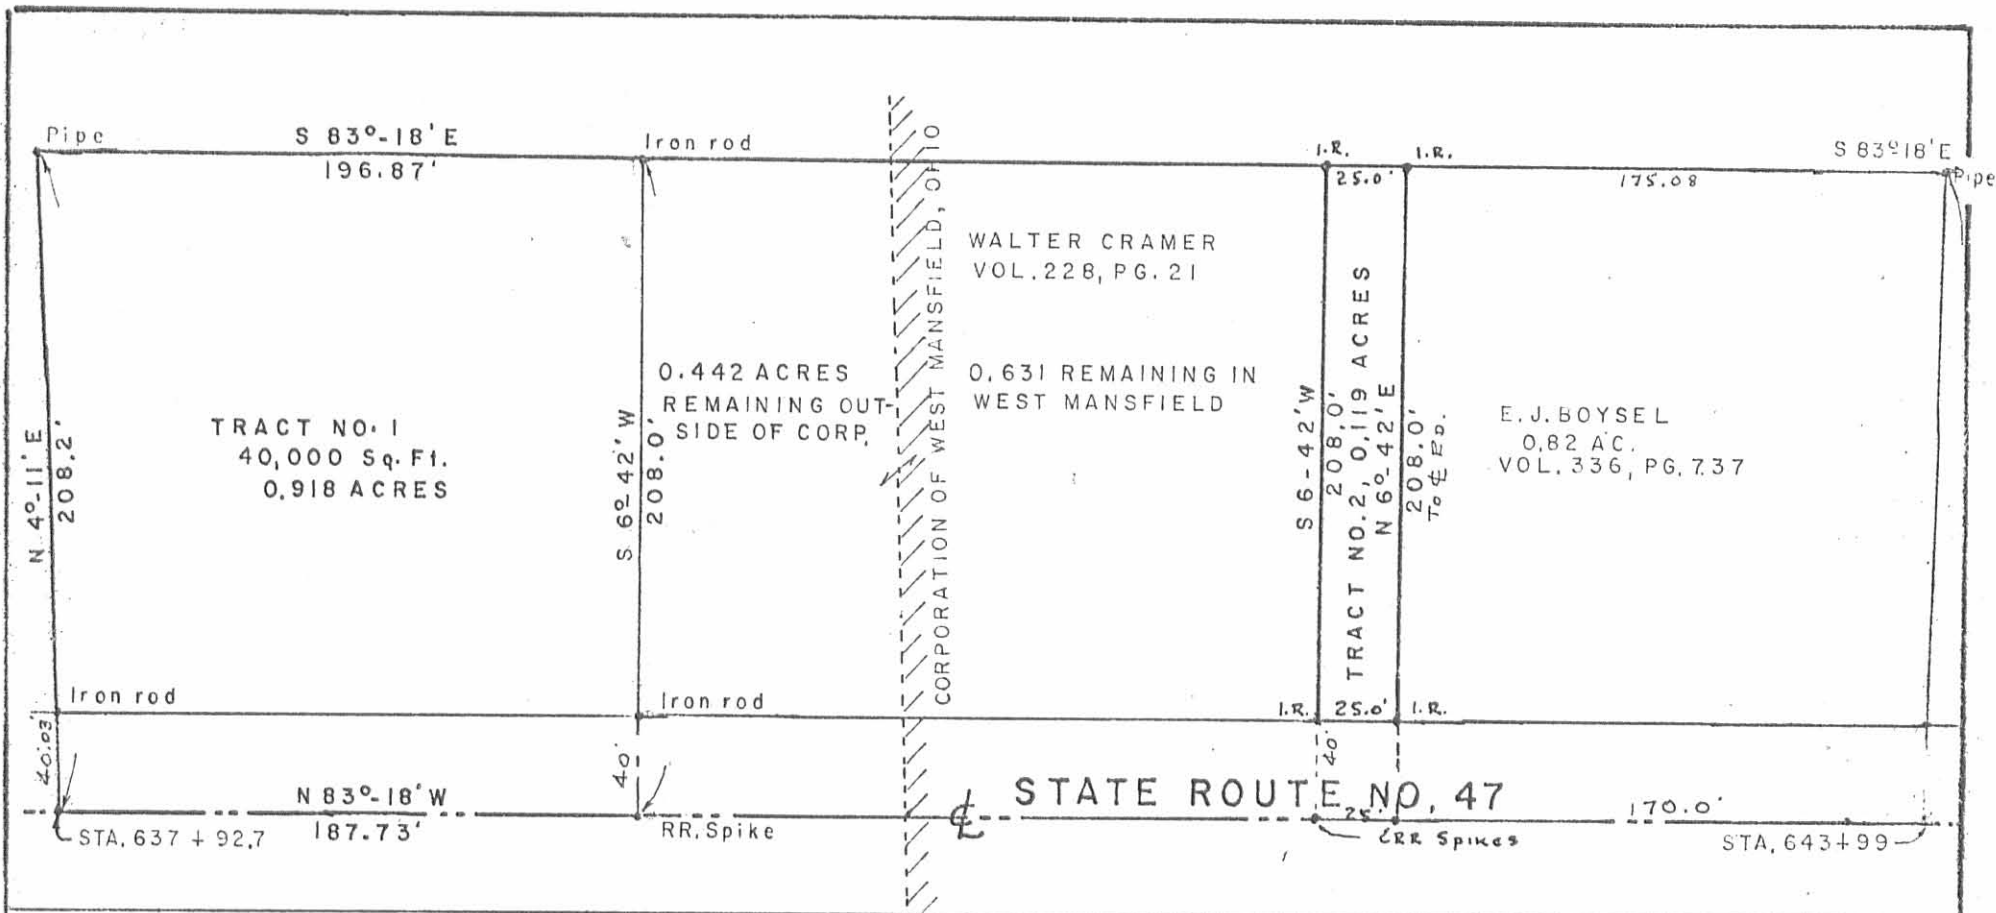 Pipe
S 83°-18'E
196.87'
Iron rod
I.R.
I.R.
25.0'
S 83°18'E
175.08
Pipe
WALTER CRAMER
VOL.228, PG.21
0.442 ACRES
REMAINING OUT-
SIDE OF CORP.
0.631 REMAINING IN
WEST MANSFIELD
TRACT NO. 1
40,000 Sq.Ft.
0.918 ACRES
N 4°-11'E
208.2'
S 6°-42'W
208.0'
CORPORATION OF WEST MANSFIELD, OHIO
S 6-42'W
208.0'
TRACT NO.2, 0.119 ACRES
N 6°-42'E
208.0'
To ℄ RD.
E.J. BOYSEL
0.82 AC.
VOL. 336, PG. 737
Iron rod
Iron rod
I.R.
25.0'
I.R.
40.03'
40'
40'
N 83°-18'W
187.73'
℄
STATE ROUTE NO. 47
25'
170.0'
STA. 637 + 92.7
RR. Spike
RR Spikes
STA. 643+99